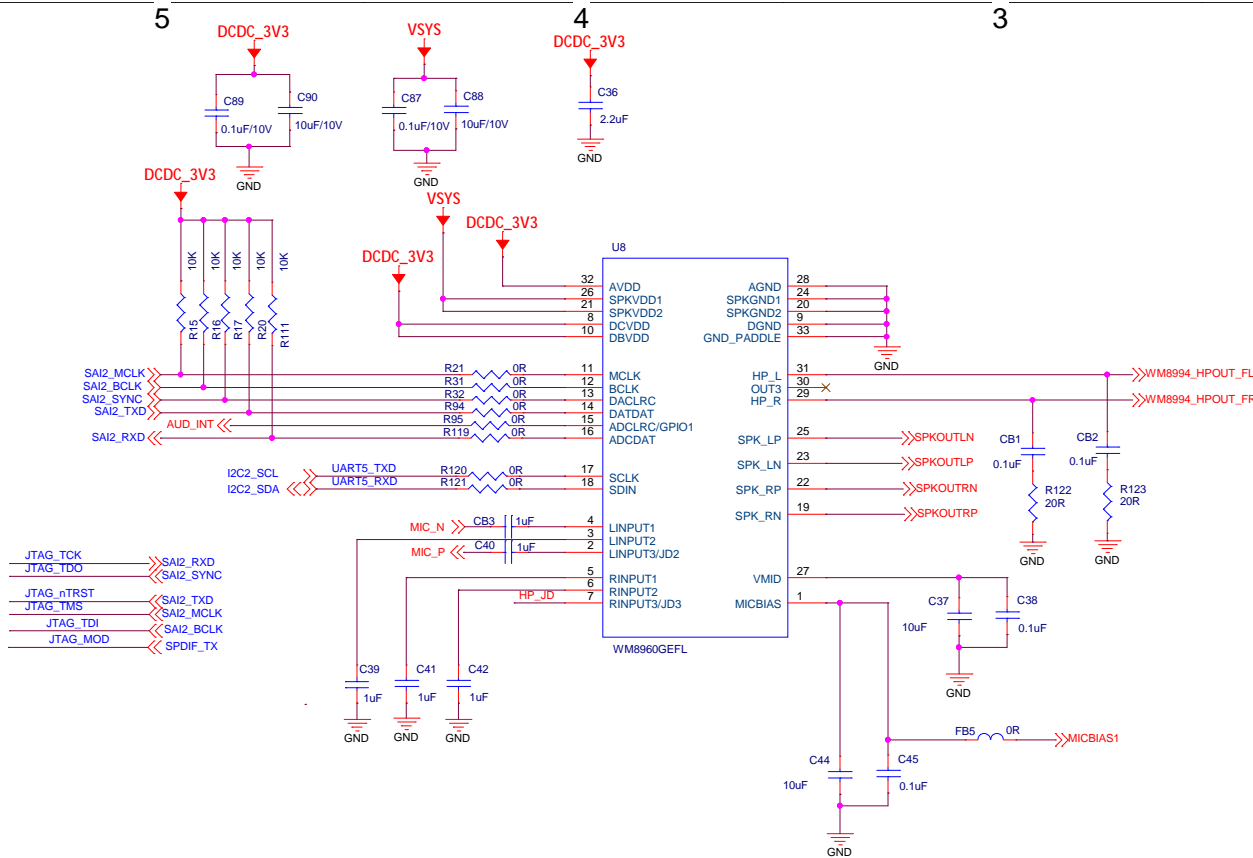 5
4
3
DCDC_3V3
VSYS
DCDC_3V3
C89
0.1uF/10V
C90
10uF/10V
C87
0.1uF/10V
C88
10uF/10V
C36
2.2uF
GND
GND
GND
DCDC_3V3
VSYS
DCDC_3V3
DCDC_3V3
10K
10K
10K
10K
10K
R15
R16
R17
R20
R111
U8
32 AVDD
26 SPKVDD1
21 SPKVDD2
8 DCVDD
10 DBVDD
AGND 28
SPKGND1 24
SPKGND2 20
DGND 9
GND_PADDLE 33
GND
SAI2_MCLK R21 0R 11 MCLK
SAI2_BCLK R31 0R 12 BCLK
SAI2_SYNC R32 0R 13 DACLRC
SAI2_TXD R94 0R 14 DATDAT
AUD_INT R95 0R 15 ADCLRC/GPIO1
SAI2_RXD R119 0R 16 ADCDAT
HP_L 31 WM8994_HPOUT_FL
OUT3 30
HP_R 29 WM8994_HPOUT_FR
SPK_LP 25 SPKOUTLN
SPK_LN 23 SPKOUTLP
SPK_RP 22 SPKOUTRN
SPK_RN 19 SPKOUTRP
CB1
0.1uF
CB2
0.1uF
R122
20R
R123
20R
GND
GND
I2C2_SCL UART5_TXD R120 0R 17 SCLK
I2C2_SDA UART5_RXD R121 0R 18 SDIN
MIC_N CB3 1uF 4 LINPUT1
3 LINPUT2
MIC_P C40 1uF 2 LINPUT3/JD2
5 RINPUT1
6 RINPUT2
HP_JD 7 RINPUT3/JD3
VMID 27
MICBIAS 1
WM8960GEFL
JTAG_TCK SAI2_RXD
JTAG_TDO SAI2_SYNC
JTAG_nTRST SAI2_TXD
JTAG_TMS SAI2_MCLK
JTAG_TDI SAI2_BCLK
JTAG_MOD SPDIF_TX
C39
1uF
C41
1uF
C42
1uF
GND
GND
GND
C37
10uF
C38
0.1uF
GND
FB5 0R MICBIAS1
C44
10uF
C45
0.1uF
GND